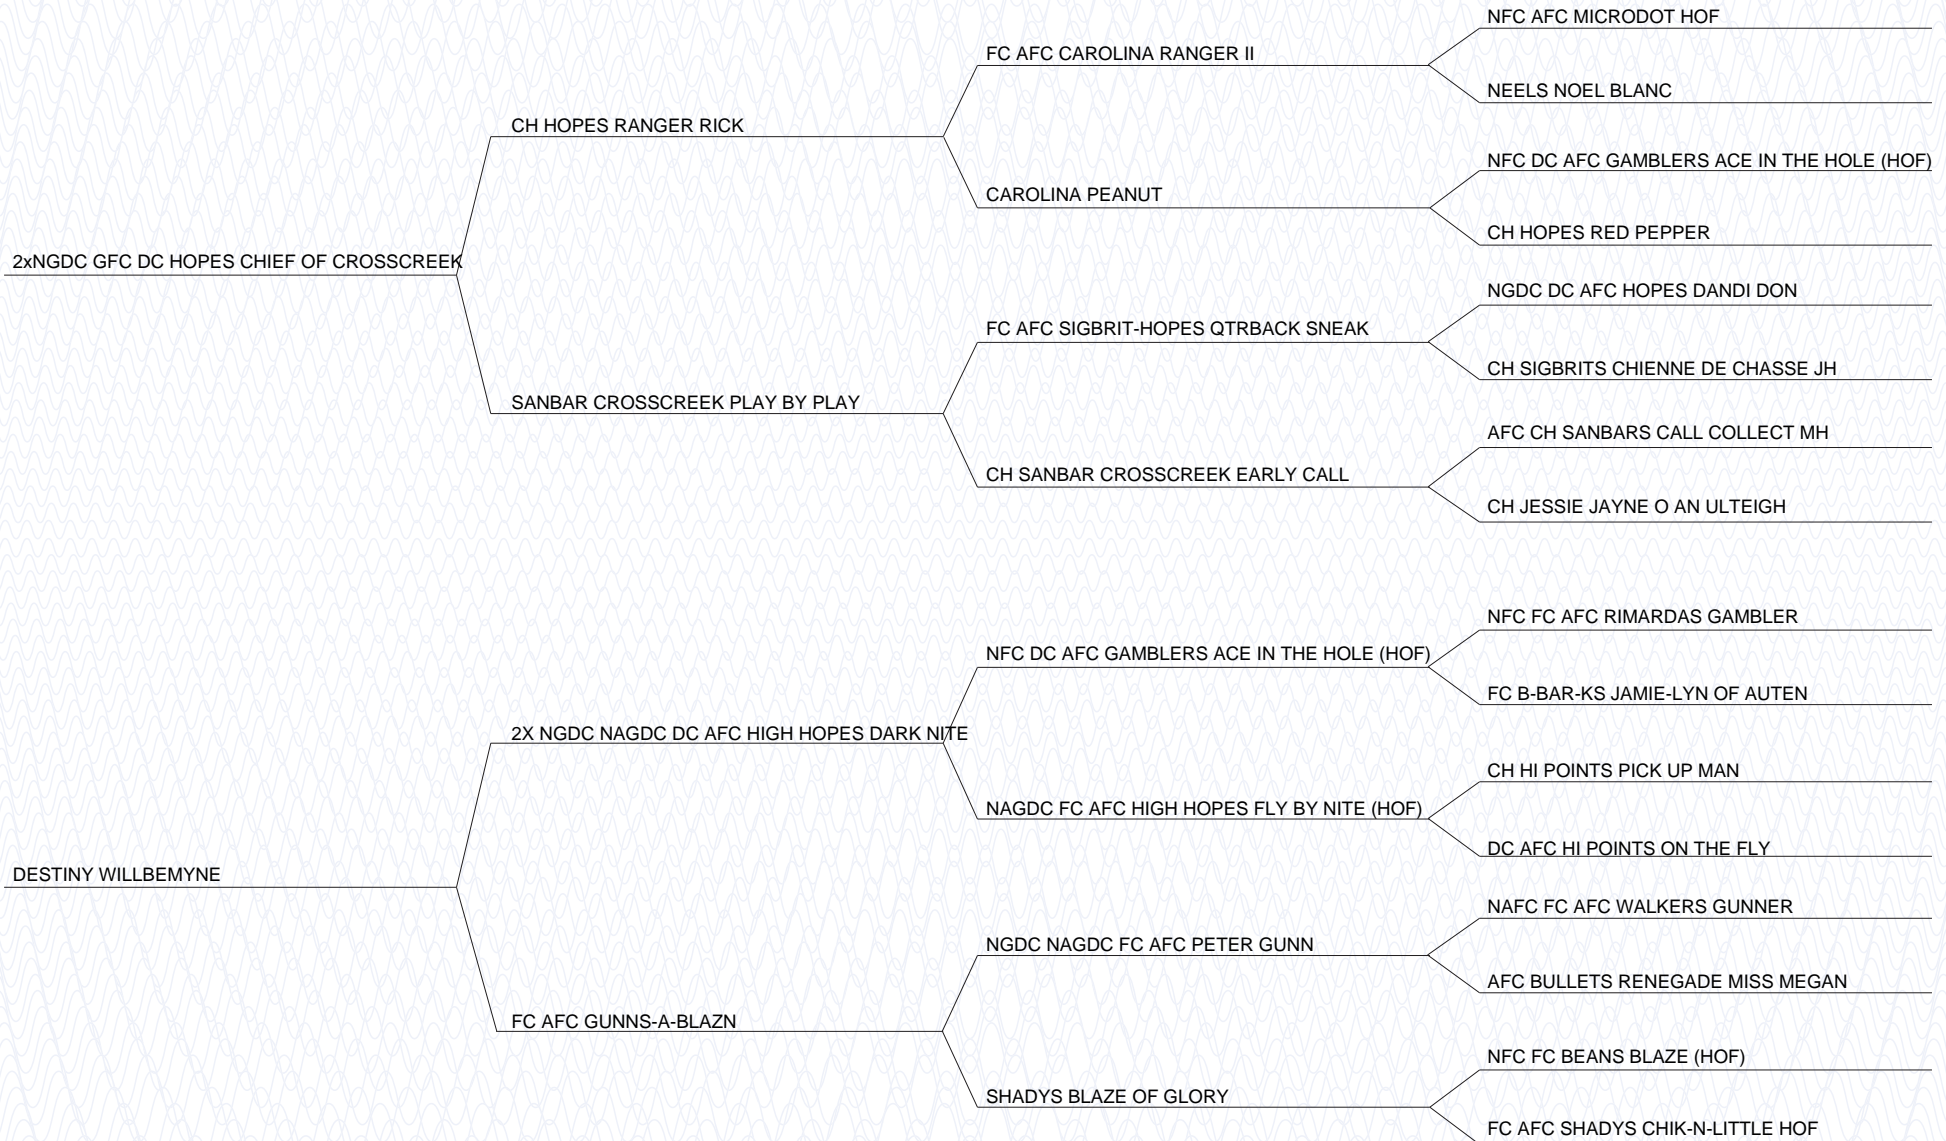 NFC AFC MICRODOT HOF
FC AFC CAROLINA RANGER II
NEELS NOEL BLANC
CH HOPES RANGER RICK
NFC DC AFC GAMBLERS ACE IN THE HOLE (HOF)
CAROLINA PEANUT
CH HOPES RED PEPPER
2xNGDC GFC DC HOPES CHIEF OF CROSSCREEK
NGDC DC AFC HOPES DANDI DON
FC AFC SIGBRIT-HOPES QTRBACK SNEAK
CH SIGBRITS CHIENNE DE CHASSE JH
SANBAR CROSSCREEK PLAY BY PLAY
AFC CH SANBARS CALL COLLECT MH
CH SANBAR CROSSCREEK EARLY CALL
CH JESSIE JAYNE O AN ULTEIGH
NFC FC AFC RIMARDAS GAMBLER
NFC DC AFC GAMBLERS ACE IN THE HOLE (HOF)
FC B-BAR-KS JAMIE-LYN OF AUTEN
2X NGDC NAGDC DC AFC HIGH HOPES DARK NITE
CH HI POINTS PICK UP MAN
NAGDC FC AFC HIGH HOPES FLY BY NITE (HOF)
DC AFC HI POINTS ON THE FLY
DESTINY WILLBEMYNE
NAFC FC AFC WALKERS GUNNER
NGDC NAGDC FC AFC PETER GUNN
AFC BULLETS RENEGADE MISS MEGAN
FC AFC GUNNS-A-BLAZN
NFC FC BEANS BLAZE (HOF)
SHADYS BLAZE OF GLORY
FC AFC SHADYS CHIK-N-LITTLE HOF